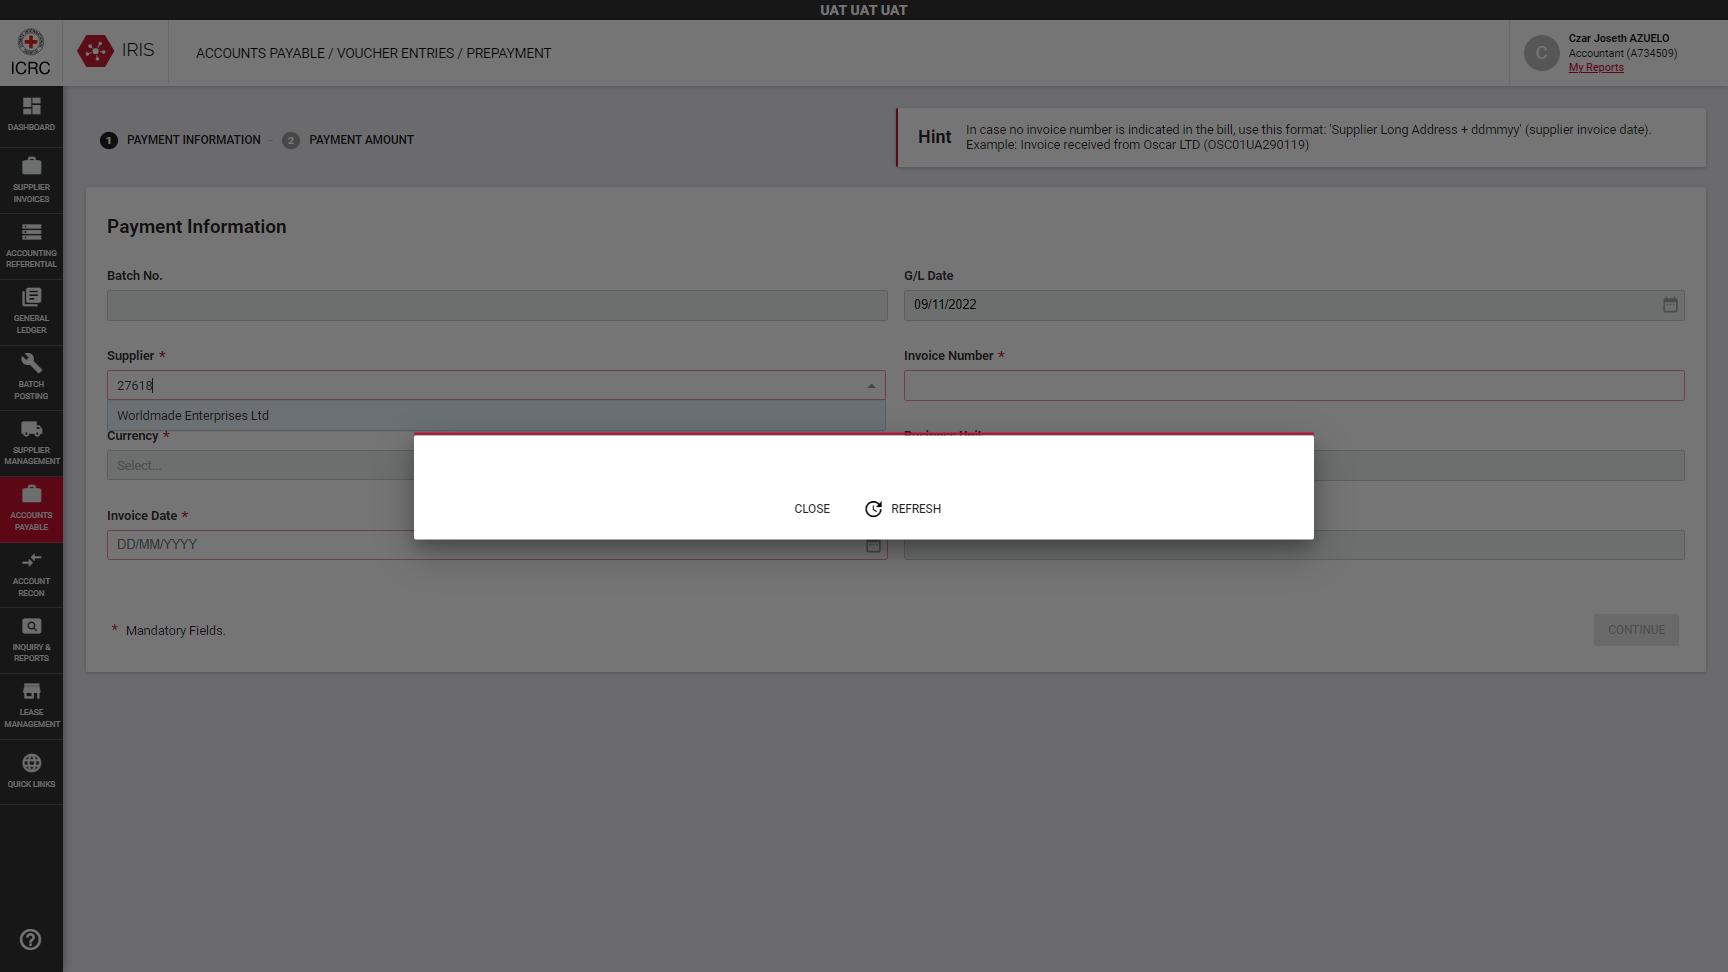 UAT UAT UAT
ICRC
IRIS
ACCOUNTS PAYABLE / VOUCHER ENTRIES / PREPAYMENT
C
Czar Joseth AZUELO
Accountant (A734509)
My Reports
DASHBOARD
SUPPLIER
INVOICES
ACCOUNTING
REFERENTIAL
GENERAL
LEDGER
BATCH
POSTING
SUPPLIER
MANAGEMENT
ACCOUNTS
PAYABLE
ACCOUNT
RECON
INQUIRY &
REPORTS
LEASE
MANAGEMENT
QUICK LINKS
1 PAYMENT INFORMATION - 2 PAYMENT AMOUNT
Hint
In case no invoice number is indicated in the bill, use this format: 'Supplier Long Address + ddmmyy' (supplier invoice date).
Example: Invoice received from Oscar LTD (OSC01UA290119)
Payment Information
Batch No.
G/L Date
09/11/2022
Supplier *
27618
Worldmade Enterprises Ltd
Invoice Number *
Currency *
Select...
Business Unit
Invoice Date *
DD/MM/YYYY
CLOSE
REFRESH
* Mandatory Fields.
CONTINUE